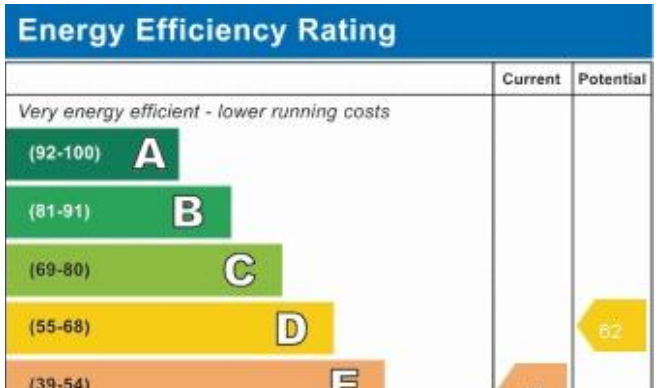 Energy Efficiency Rating
Current Potential
Very energy efficient - lower running costs
(92-100) A
(81-91) B
(69-80) C
(55-68) D 62
(39-54) E